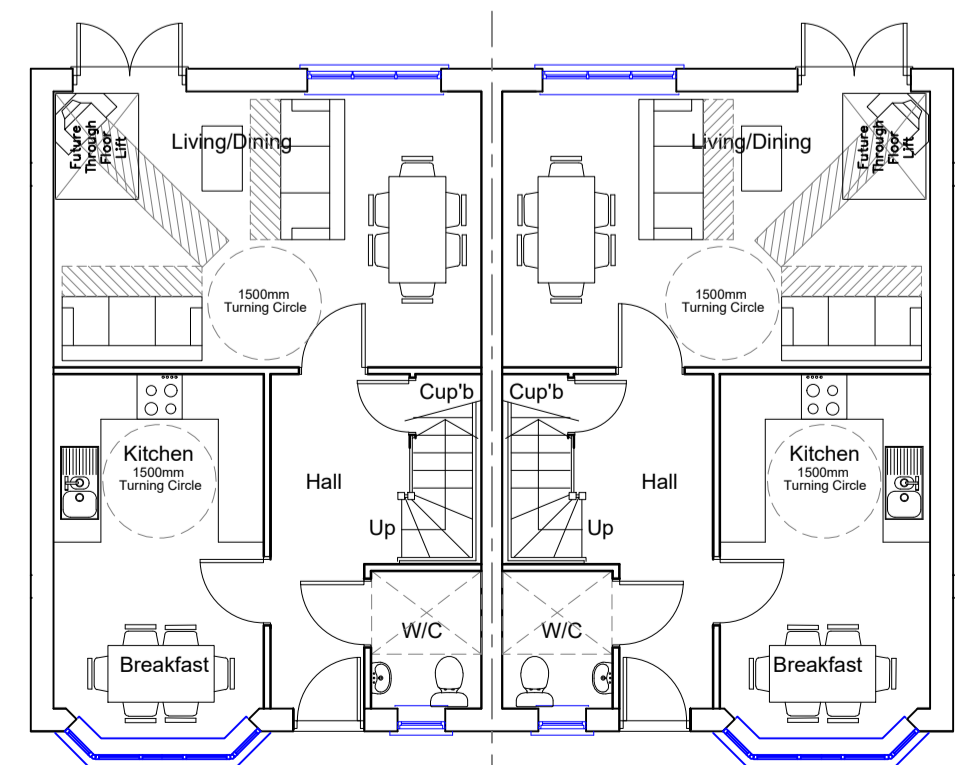 Future
Through
Floor
Lift
Living/Dining
1500mm
Turning Circle
Living/Dining
1500mm
Turning Circle
Future
Through
Floor
Lift
Cup'b
Cup'b
Kitchen
1500mm
Turning Circle
Hall
Up
Up
Hall
Kitchen
1500mm
Turning Circle
W/C
W/C
Breakfast
Breakfast